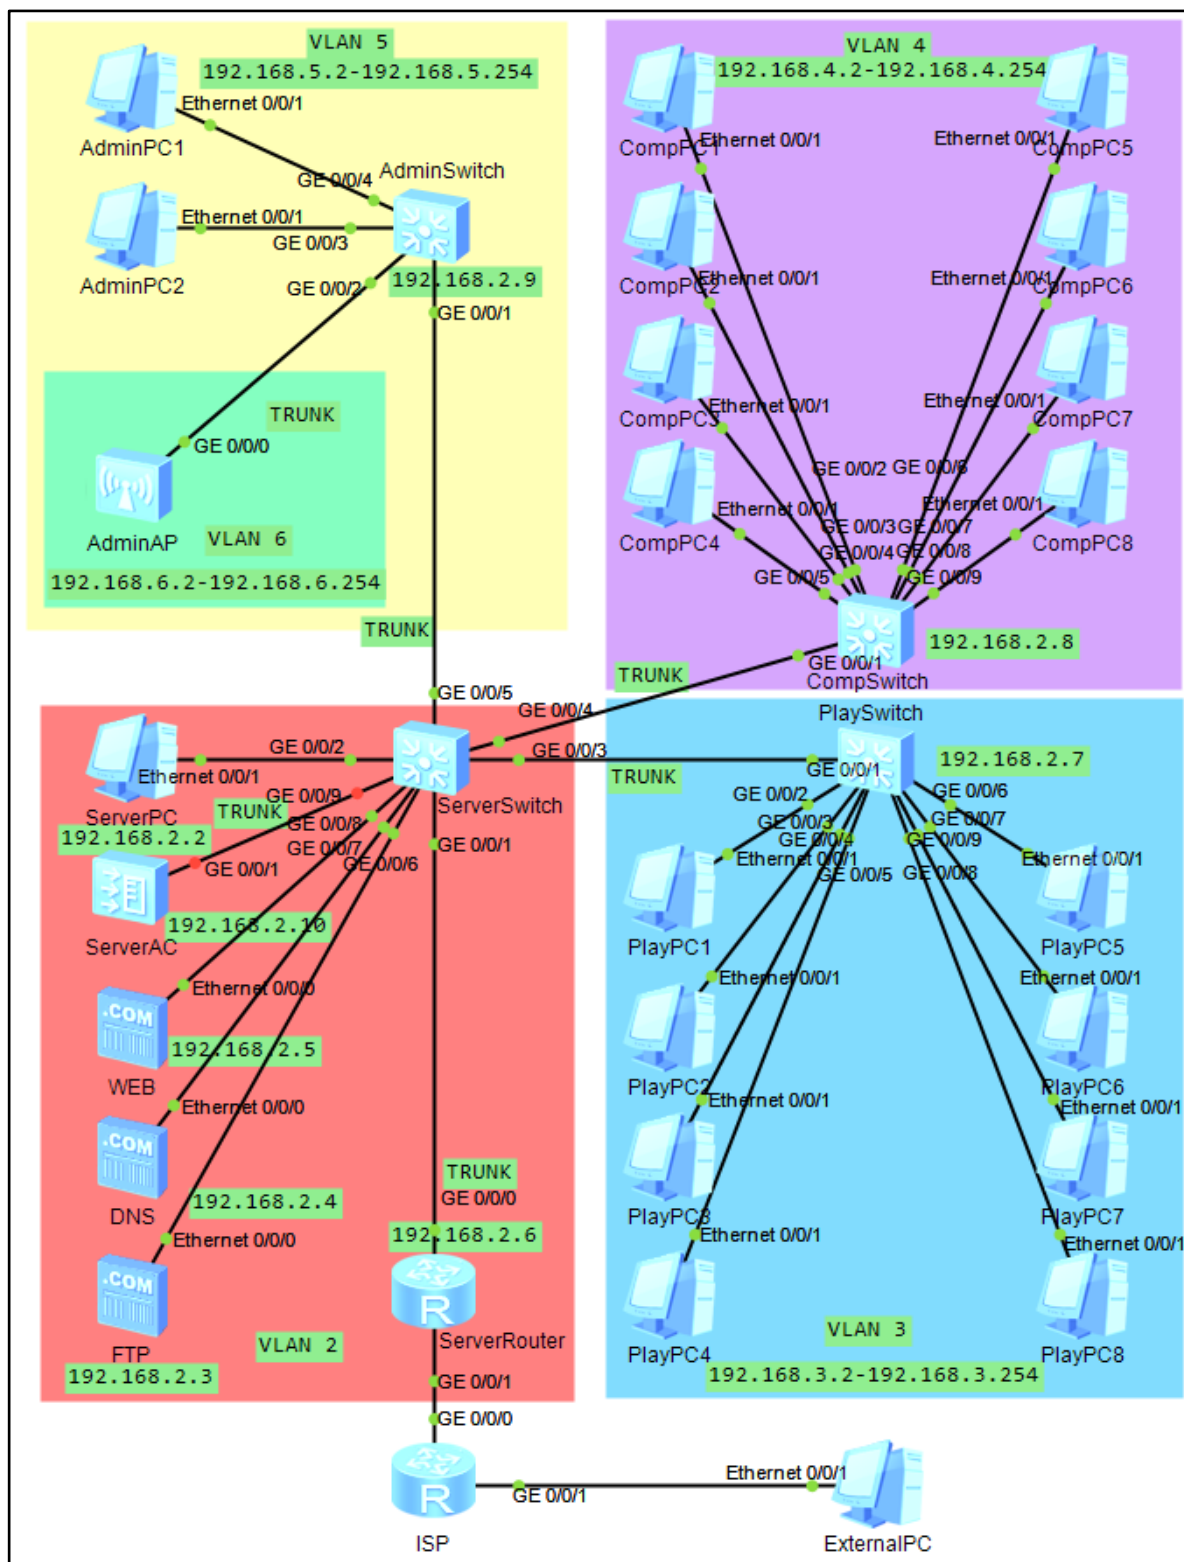 VLAN 5
192.168.5.2-192.168.5.254
Ethernet 0/0/1
AdminPC1
AdminSwitch
GE 0/0/4
Ethernet 0/0/1
GE 0/0/3
AdminPC2
GE 0/0/2
192.168.2.9
GE 0/0/1
TRUNK
GE 0/0/0
AdminAP
VLAN 6
192.168.6.2-192.168.6.254
TRUNK
VLAN 4
192.168.4.2-192.168.4.254
Ethernet 0/0/1
Ethernet 0/0/1
CompPC1
CompPC5
Ethernet 0/0/1
Ethernet 0/0/1
CompPC2
CompPC6
Ethernet 0/0/1
Ethernet 0/0/1
CompPC3
CompPC7
GE 0/0/2
GE 0/0/6
Ethernet 0/0/1
Ethernet 0/0/1
GE 0/0/3
GE 0/0/7
CompPC4
CompPC8
GE 0/0/4
GE 0/0/8
GE 0/0/5
GE 0/0/9
192.168.2.8
GE 0/0/1
CompSwitch
TRUNK
GE 0/0/5
GE 0/0/4
GE 0/0/2
GE 0/0/3
Ethernet 0/0/1
ServerPC
GE 0/0/9
ServerSwitch
TRUNK
GE 0/0/8
192.168.2.2
GE 0/0/7
GE 0/0/1
GE 0/0/6
GE 0/0/1
192.168.2.10
ServerAC
Ethernet 0/0/0
192.168.2.5
WEB
Ethernet 0/0/0
192.168.2.4
DNS
Ethernet 0/0/0
TRUNK
GE 0/0/0
192.168.2.6
ServerRouter
VLAN 2
FTP
192.168.2.3
GE 0/0/1
GE 0/0/0
PlaySwitch
192.168.2.7
TRUNK
GE 0/0/1
GE 0/0/6
GE 0/0/2
GE 0/0/3
GE 0/0/7
GE 0/0/4
GE 0/0/9
Ethernet 0/0/1
Ethernet 0/0/1
GE 0/0/5
GE 0/0/8
PlayPC1
PlayPC5
Ethernet 0/0/1
Ethernet 0/0/1
PlayPC2
PlayPC6
Ethernet 0/0/1
Ethernet 0/0/1
PlayPC3
PlayPC7
Ethernet 0/0/1
Ethernet 0/0/1
VLAN 3
PlayPC4
PlayPC8
192.168.3.2-192.168.3.254
Ethernet 0/0/1
GE 0/0/1
ISP
ExternalPC
.COM
.COM
.COM
R
R